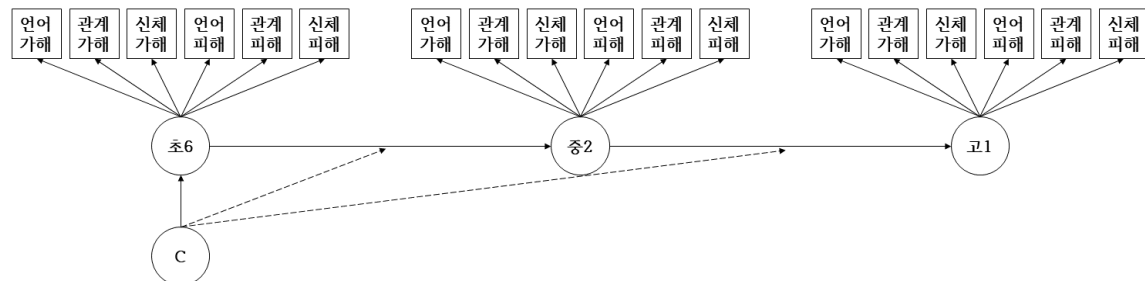 언어 관계 신체 언어 관계 신체 언어 관계 신체 언어 관계 신체 언어 관계 신체 언어 관계 신체
가해 가해 가해 피해 피해 피해 가해 가해 가해 피해 피해 피해 가해 가해 가해 피해 피해 피해
초6 중2 고1
C